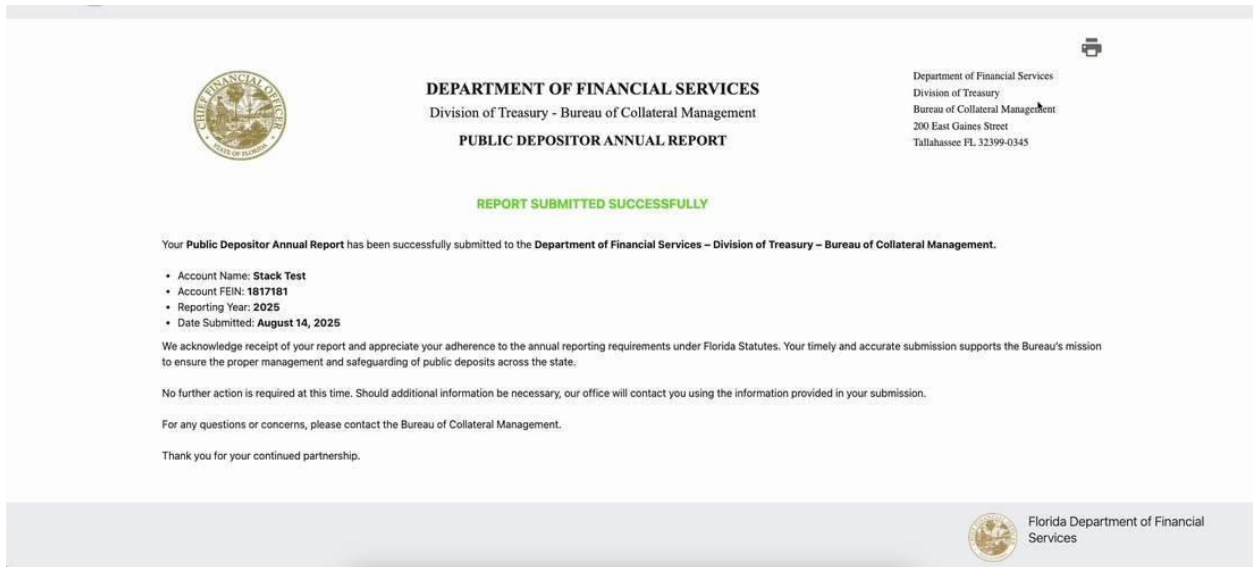 CHIEF FINANCIAL OFFICER
STATE OF FLORIDA
DEPARTMENT OF FINANCIAL SERVICES
Division of Treasury - Bureau of Collateral Management
PUBLIC DEPOSITOR ANNUAL REPORT
Department of Financial Services
Division of Treasury
Bureau of Collateral Management
200 East Gaines Street
Tallahassee FL 32399-0345
REPORT SUBMITTED SUCCESSFULLY
Your Public Depositor Annual Report has been successfully submitted to the Department of Financial Services – Division of Treasury – Bureau of Collateral Management.
• Account Name: Stack Test
• Account FEIN: 1817181
• Reporting Year: 2025
• Date Submitted: August 14, 2025
We acknowledge receipt of your report and appreciate your adherence to the annual reporting requirements under Florida Statutes. Your timely and accurate submission supports the Bureau's mission
to ensure the proper management and safeguarding of public deposits across the state.
No further action is required at this time. Should additional information be necessary, our office will contact you using the information provided in your submission.
For any questions or concerns, please contact the Bureau of Collateral Management.
Thank you for your continued partnership.
Florida Department of Financial
Services